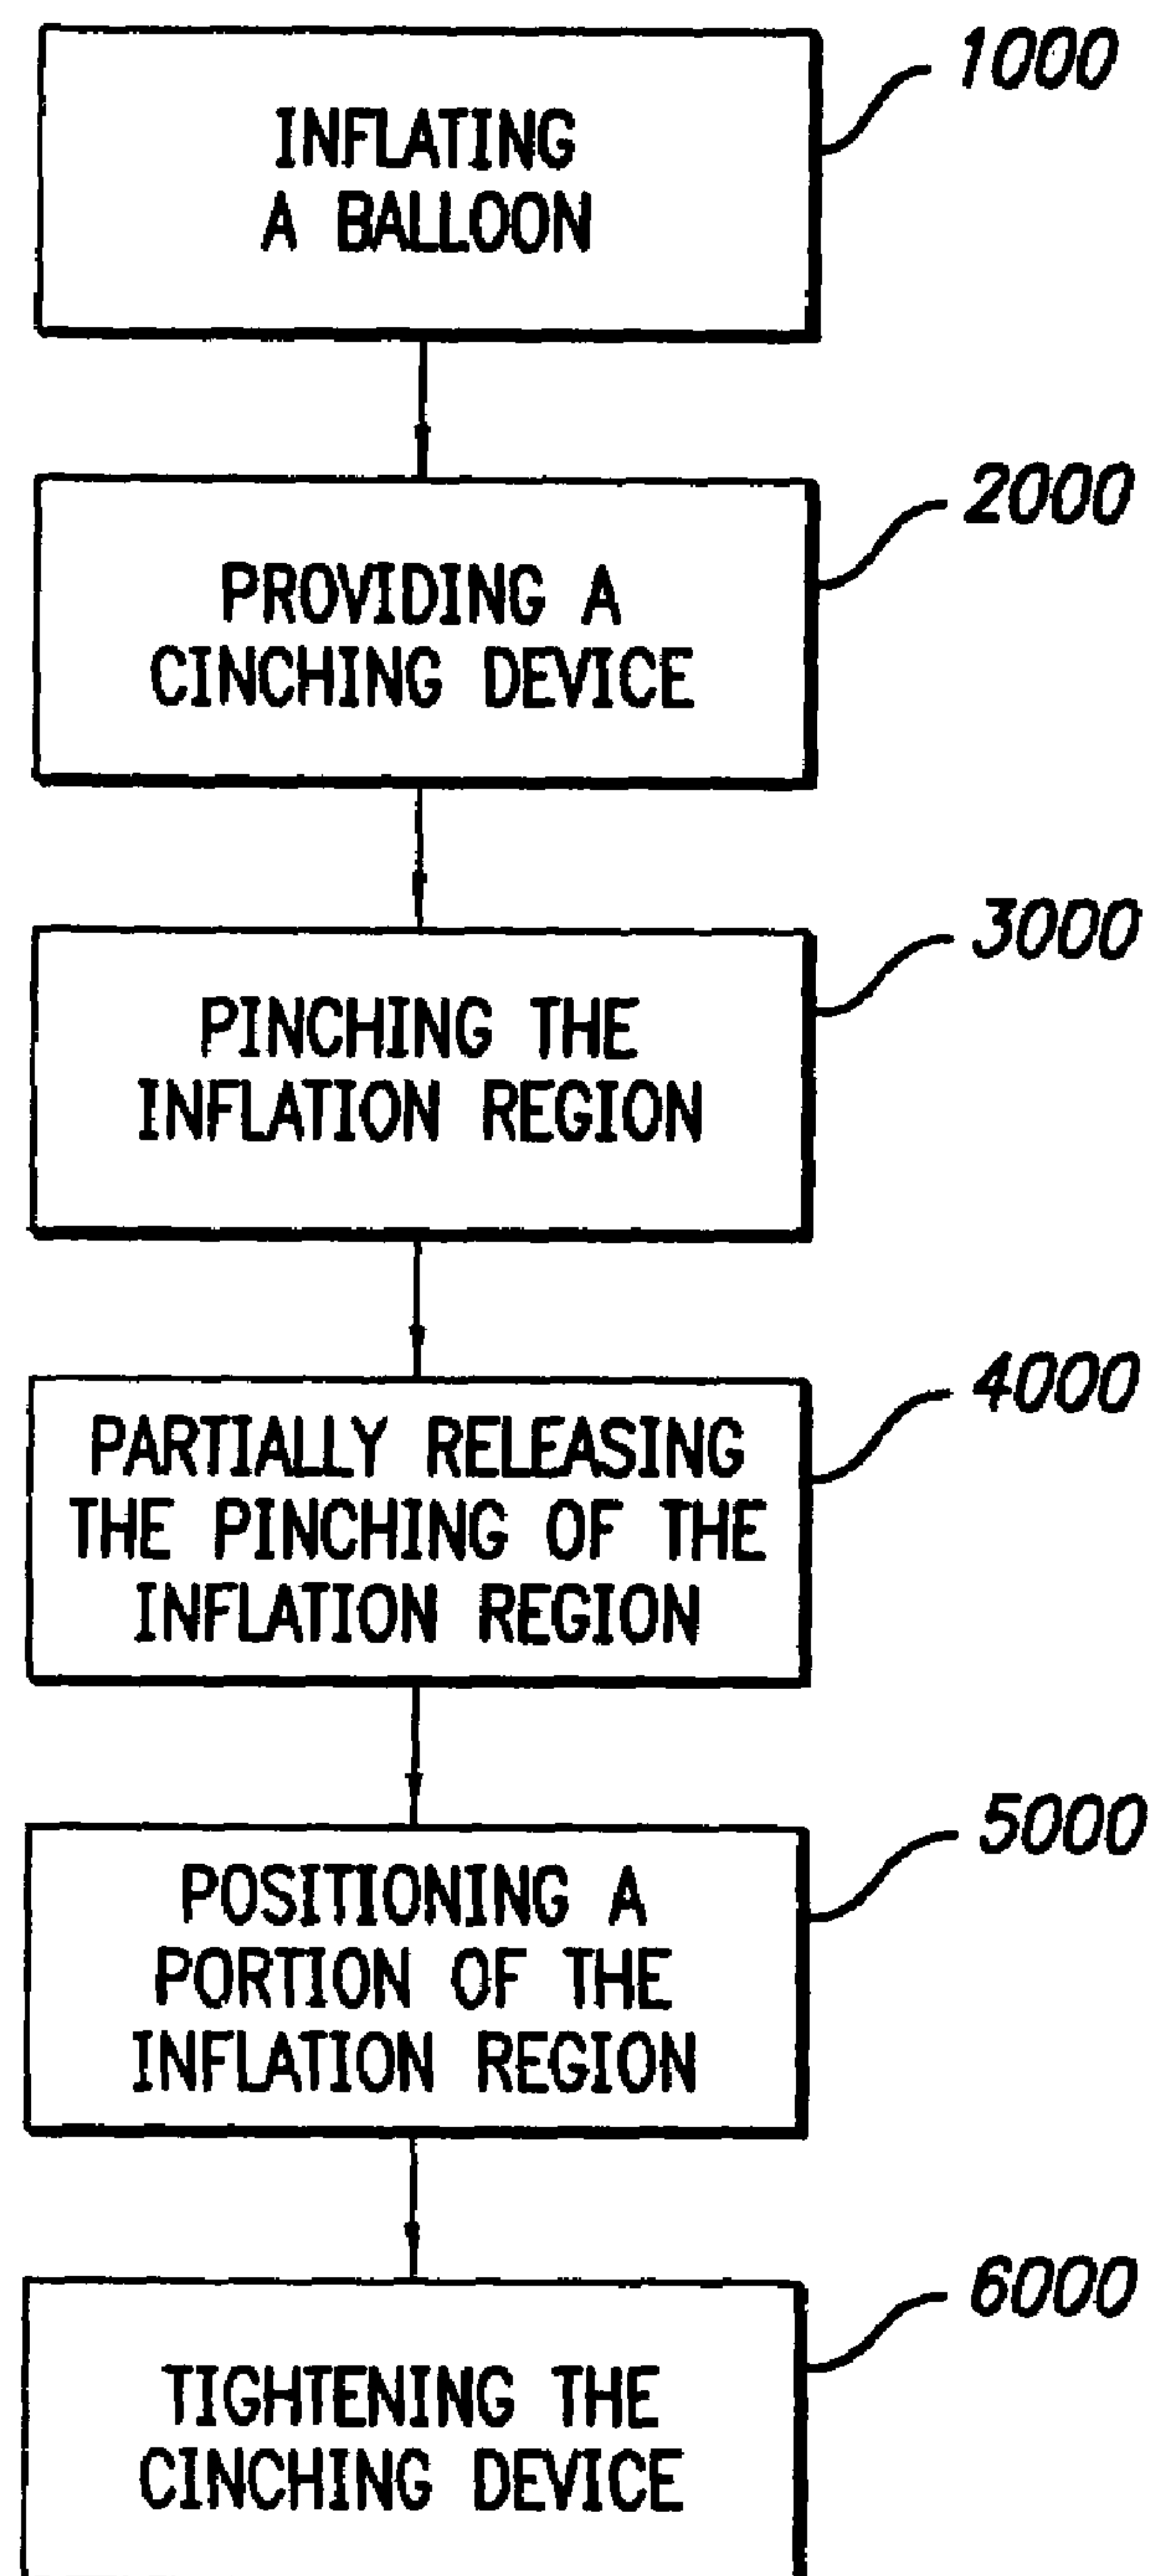 1000
INFLATING
A BALLOON
2000
PROVIDING A
CINCHING DEVICE
3000
PINCHING THE
INFLATION REGION
4000
PARTIALLY RELEASING
THE PINCHING OF THE
INFLATION REGION
5000
POSITIONING A
PORTION OF THE
INFLATION REGION
6000
TIGHTENING THE
CINCHING DEVICE